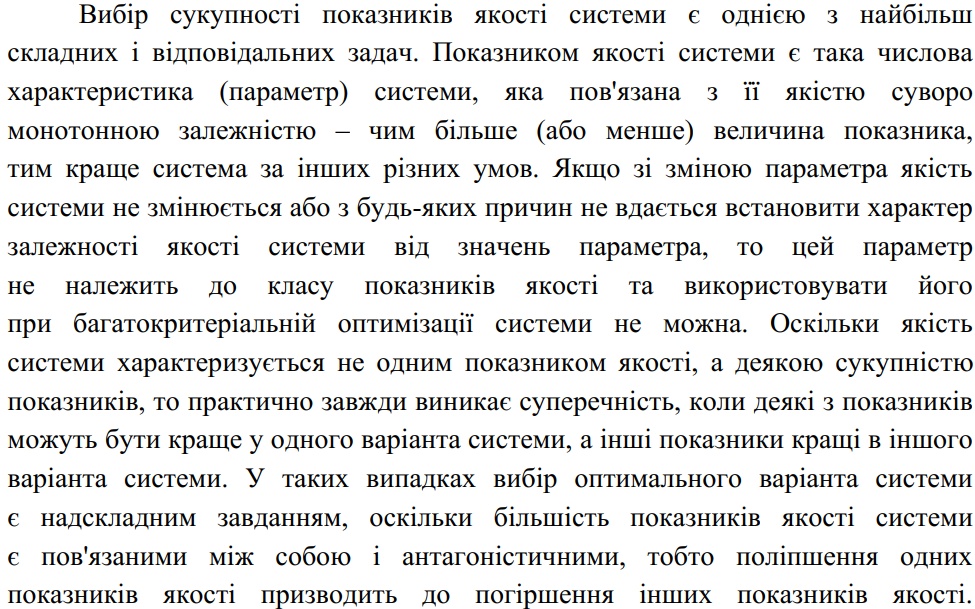 Вибір сукупності показників якості системи є однією з найбільш
складних і відповідальних задач. Показником якості системи є така числова
характеристика (параметр) системи, яка пов'язана з її якістю суворо
монотонною залежністю – чим більше (або менше) величина показника,
тим краще система за інших різних умов. Якщо зі зміною параметра якість
системи не змінюється або з будь-яких причин не вдається встановити характер
залежності якості системи від значень параметра, то цей параметр
не належить до класу показників якості та використовувати його
при багатокритеріальній оптимізації системи не можна. Оскільки якість
системи характеризується не одним показником якості, а деякою сукупністю
показників, то практично завжди виникає суперечність, коли деякі з показників
можуть бути краще у одного варіанта системи, а інші показники кращі в іншого
варіанта системи. У таких випадках вибір оптимального варіанта системи
є надскладним завданням, оскільки більшість показників якості системи
є пов'язаними між собою і антагоністичними, тобто поліпшення одних
показників якості призводить до погіршення інших показників якості.